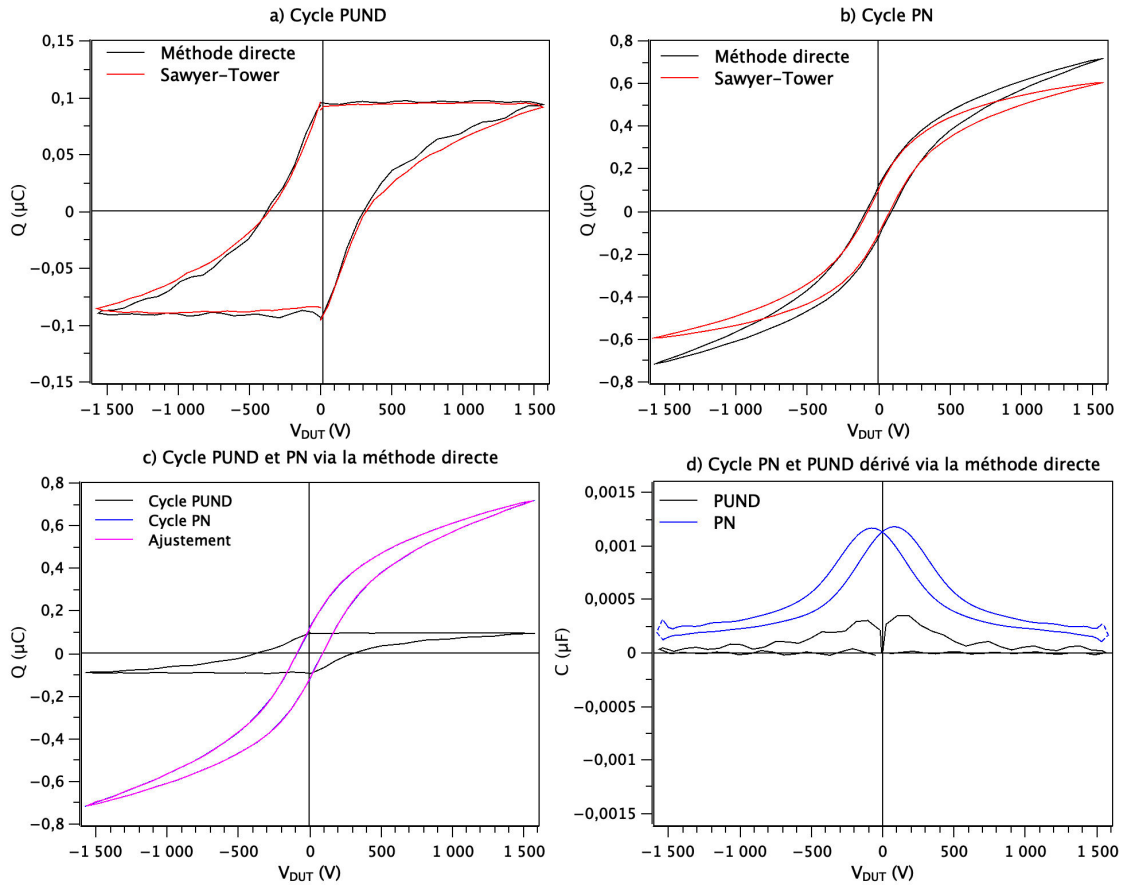 a) Cycle PUND
0,15
0,1
0,05
0
−0,05
−0,1
−0,15
Q (µC)
Méthode directe
Sawyer−Tower
−1 500 −1 000 −500 0 500 1 000 1 500
V_DUT (V)
b) Cycle PN
0,8
0,6
0,4
0,2
0
−0,2
−0,4
−0,6
−0,8
Q (µC)
Méthode directe
Sawyer−Tower
−1 500 −1 000 −500 0 500 1 000 1 500
V_DUT (V)
c) Cycle PUND et PN via la méthode directe
0,8
0,6
0,4
0,2
0
−0,2
−0,4
−0,6
−0,8
Q (µC)
Cycle PUND
Cycle PN
Ajustement
−1 500 −1 000 −500 0 500 1 000 1 500
V_DUT (V)
d) Cycle PN et PUND dérivé via la méthode directe
0,0015
0,001
0,0005
0
−0,0005
−0,001
−0,0015
C (µF)
PUND
PN
−1 500 −1 000 −500 0 500 1 000 1 500
V_DUT (V)